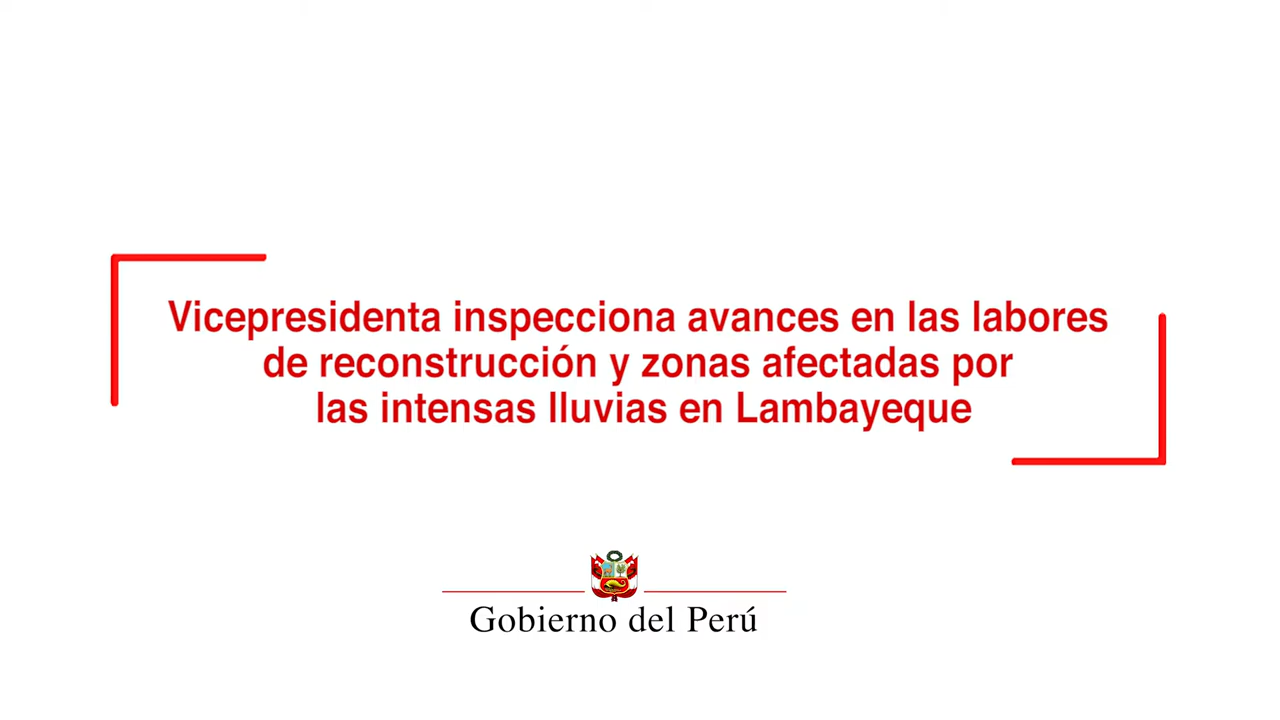 Vicepresidenta inspecciona avances en las labores
de reconstrucción y zonas afectadas por
las intensas lluvias en Lambayeque
Gobierno del Perú